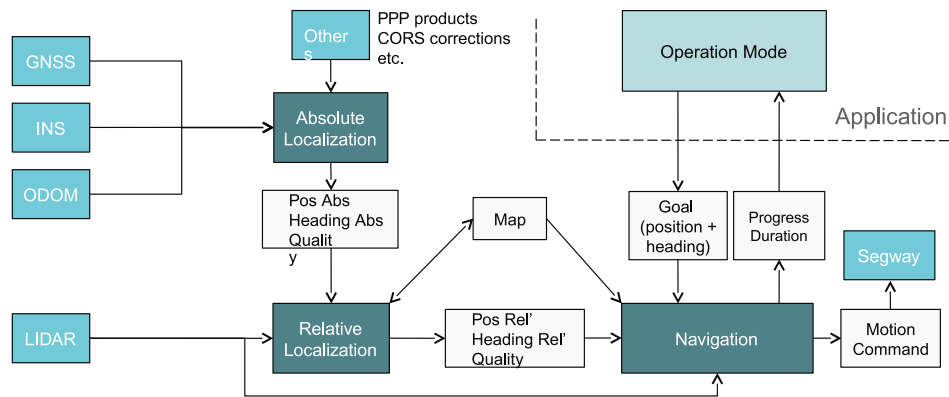 PPP products
CORS corrections
etc.
Other
s
GNSS
INS
ODOM
LIDAR
Absolute
Localization
Pos Abs
Heading Abs
Qualit
y
Map
Relative
Localization
Pos Rel’
Heading Rel’
Quality
Operation Mode
Application
Goal
(position +
heading)
Progress
Duration
Navigation
Segway
Motion
Command